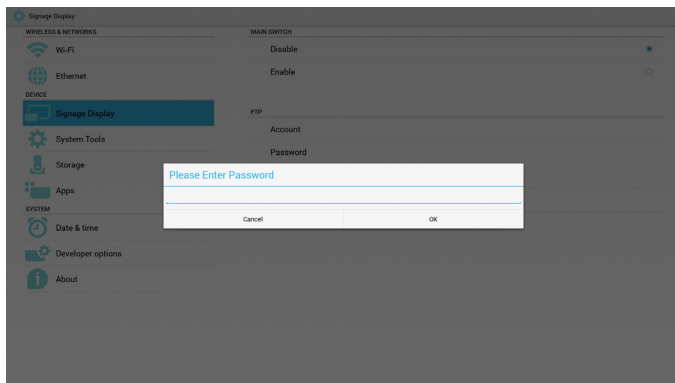 Signage Display
WIRELESS & NETWORKS
Wi-Fi
Ethernet
DEVICE
Signage Display
System Tools
Storage
Apps
SYSTEM
Date & time
Developer options
About
MAIN SWITCH
Disable
Enable
FTP
Account
Password
Please Enter Password
Cancel
OK